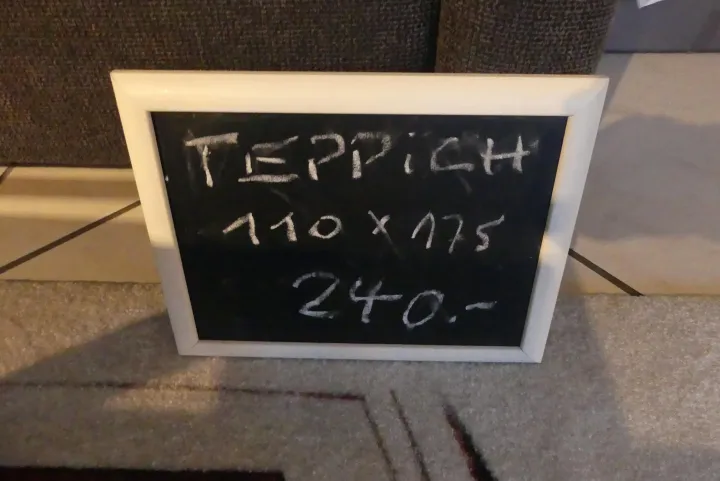 TEPPiCH
110 x 175
240.-